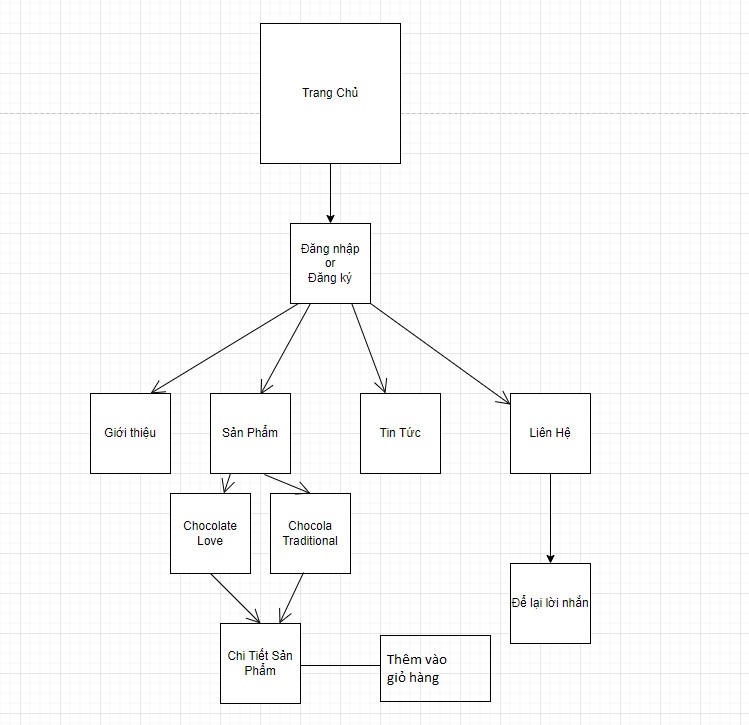 Trang Chủ
Đăng nhập
or
Đăng ký
Giới thiệu
Sản Phẩm
Tin Tức
Liên Hệ
Chocolate
Love
Chocola
Traditional
Để lại lời nhắn
Chi Tiết Sản
Phẩm
Thêm vào
giỏ hàng